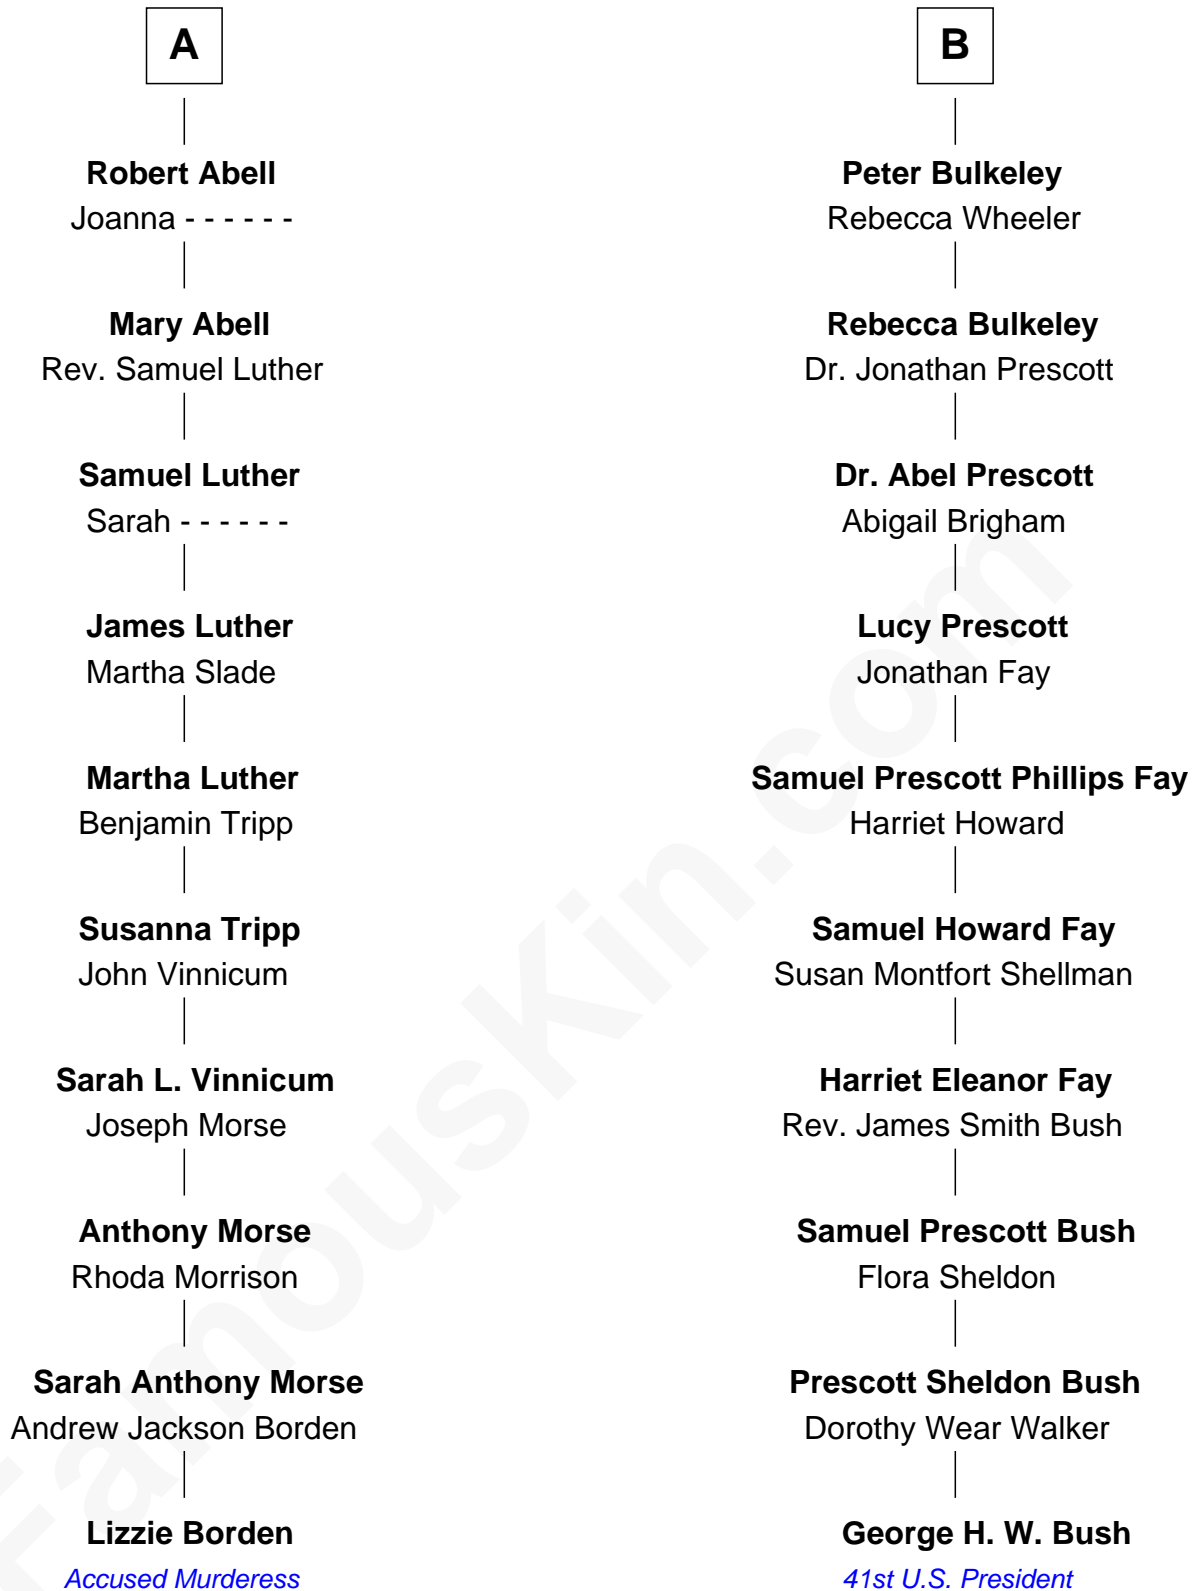 A
Robert Abell
Joanna - - - - - -
Mary Abell
Rev. Samuel Luther
Samuel Luther
Sarah - - - - - -
James Luther
Martha Slade
Martha Luther
Benjamin Tripp
Susanna Tripp
John Vinnicum
Sarah L. Vinnicum
Joseph Morse
Anthony Morse
Rhoda Morrison
Sarah Anthony Morse
Andrew Jackson Borden
Lizzie Borden
Accused Murderess
B
Peter Bulkeley
Rebecca Wheeler
Rebecca Bulkeley
Dr. Jonathan Prescott
Dr. Abel Prescott
Abigail Brigham
Lucy Prescott
Jonathan Fay
Samuel Prescott Phillips Fay
Harriet Howard
Samuel Howard Fay
Susan Montfort Shellman
Harriet Eleanor Fay
Rev. James Smith Bush
Samuel Prescott Bush
Flora Sheldon
Prescott Sheldon Bush
Dorothy Wear Walker
George H. W. Bush
41st U.S. President
FamousKin.com